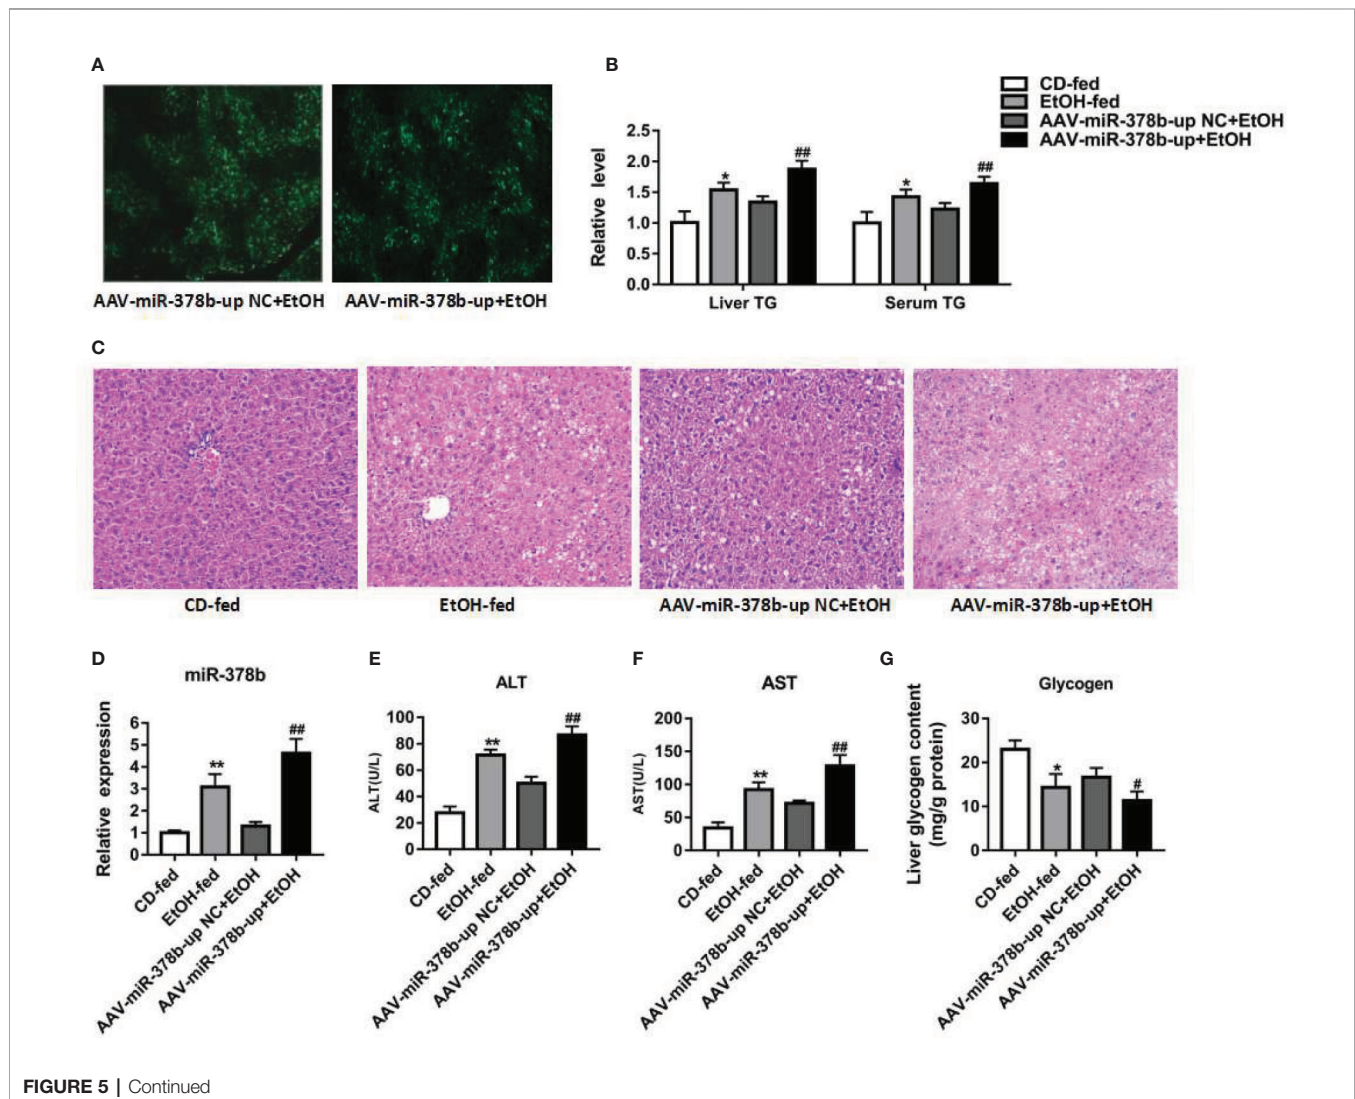 A
AAV-miR-378b-up NC+EtOH
AAV-miR-378b-up+EtOH
B
CD-fed
EtOH-fed
AAV-miR-378b-up NC+EtOH
AAV-miR-378b-up+EtOH
Relative level
2.5
2.0
1.5
1.0
0.5
0.0
*
##
*
##
Liver TG
Serum TG
C
CD-fed
EtOH-fed
AAV-miR-378b-up NC+EtOH
AAV-miR-378b-up+EtOH
D
miR-378b
Relative expression
6
5
4
3
2
1
0
**
##
CD-fed
EtOH-fed
AAV-miR-378b-up NC+EtOH
AAV-miR-378b-up+EtOH
E
ALT
ALT(U/L)
100
80
60
40
20
0
**
##
CD-fed
EtOH-fed
AAV-miR-378b-up NC+EtOH
AAV-miR-378b-up+EtOH
F
AST
AST(U/L)
200
150
100
50
0
**
##
CD-fed
EtOH-fed
AAV-miR-378b-up NC+EtOH
AAV-miR-378b-up+EtOH
G
Glycogen
Liver glycogen content
(mg/g protein)
30
20
10
0
*
#
CD-fed
EtOH-fed
AAV-miR-378b-up NC+EtOH
AAV-miR-378b-up+EtOH
FIGURE 5 | Continued